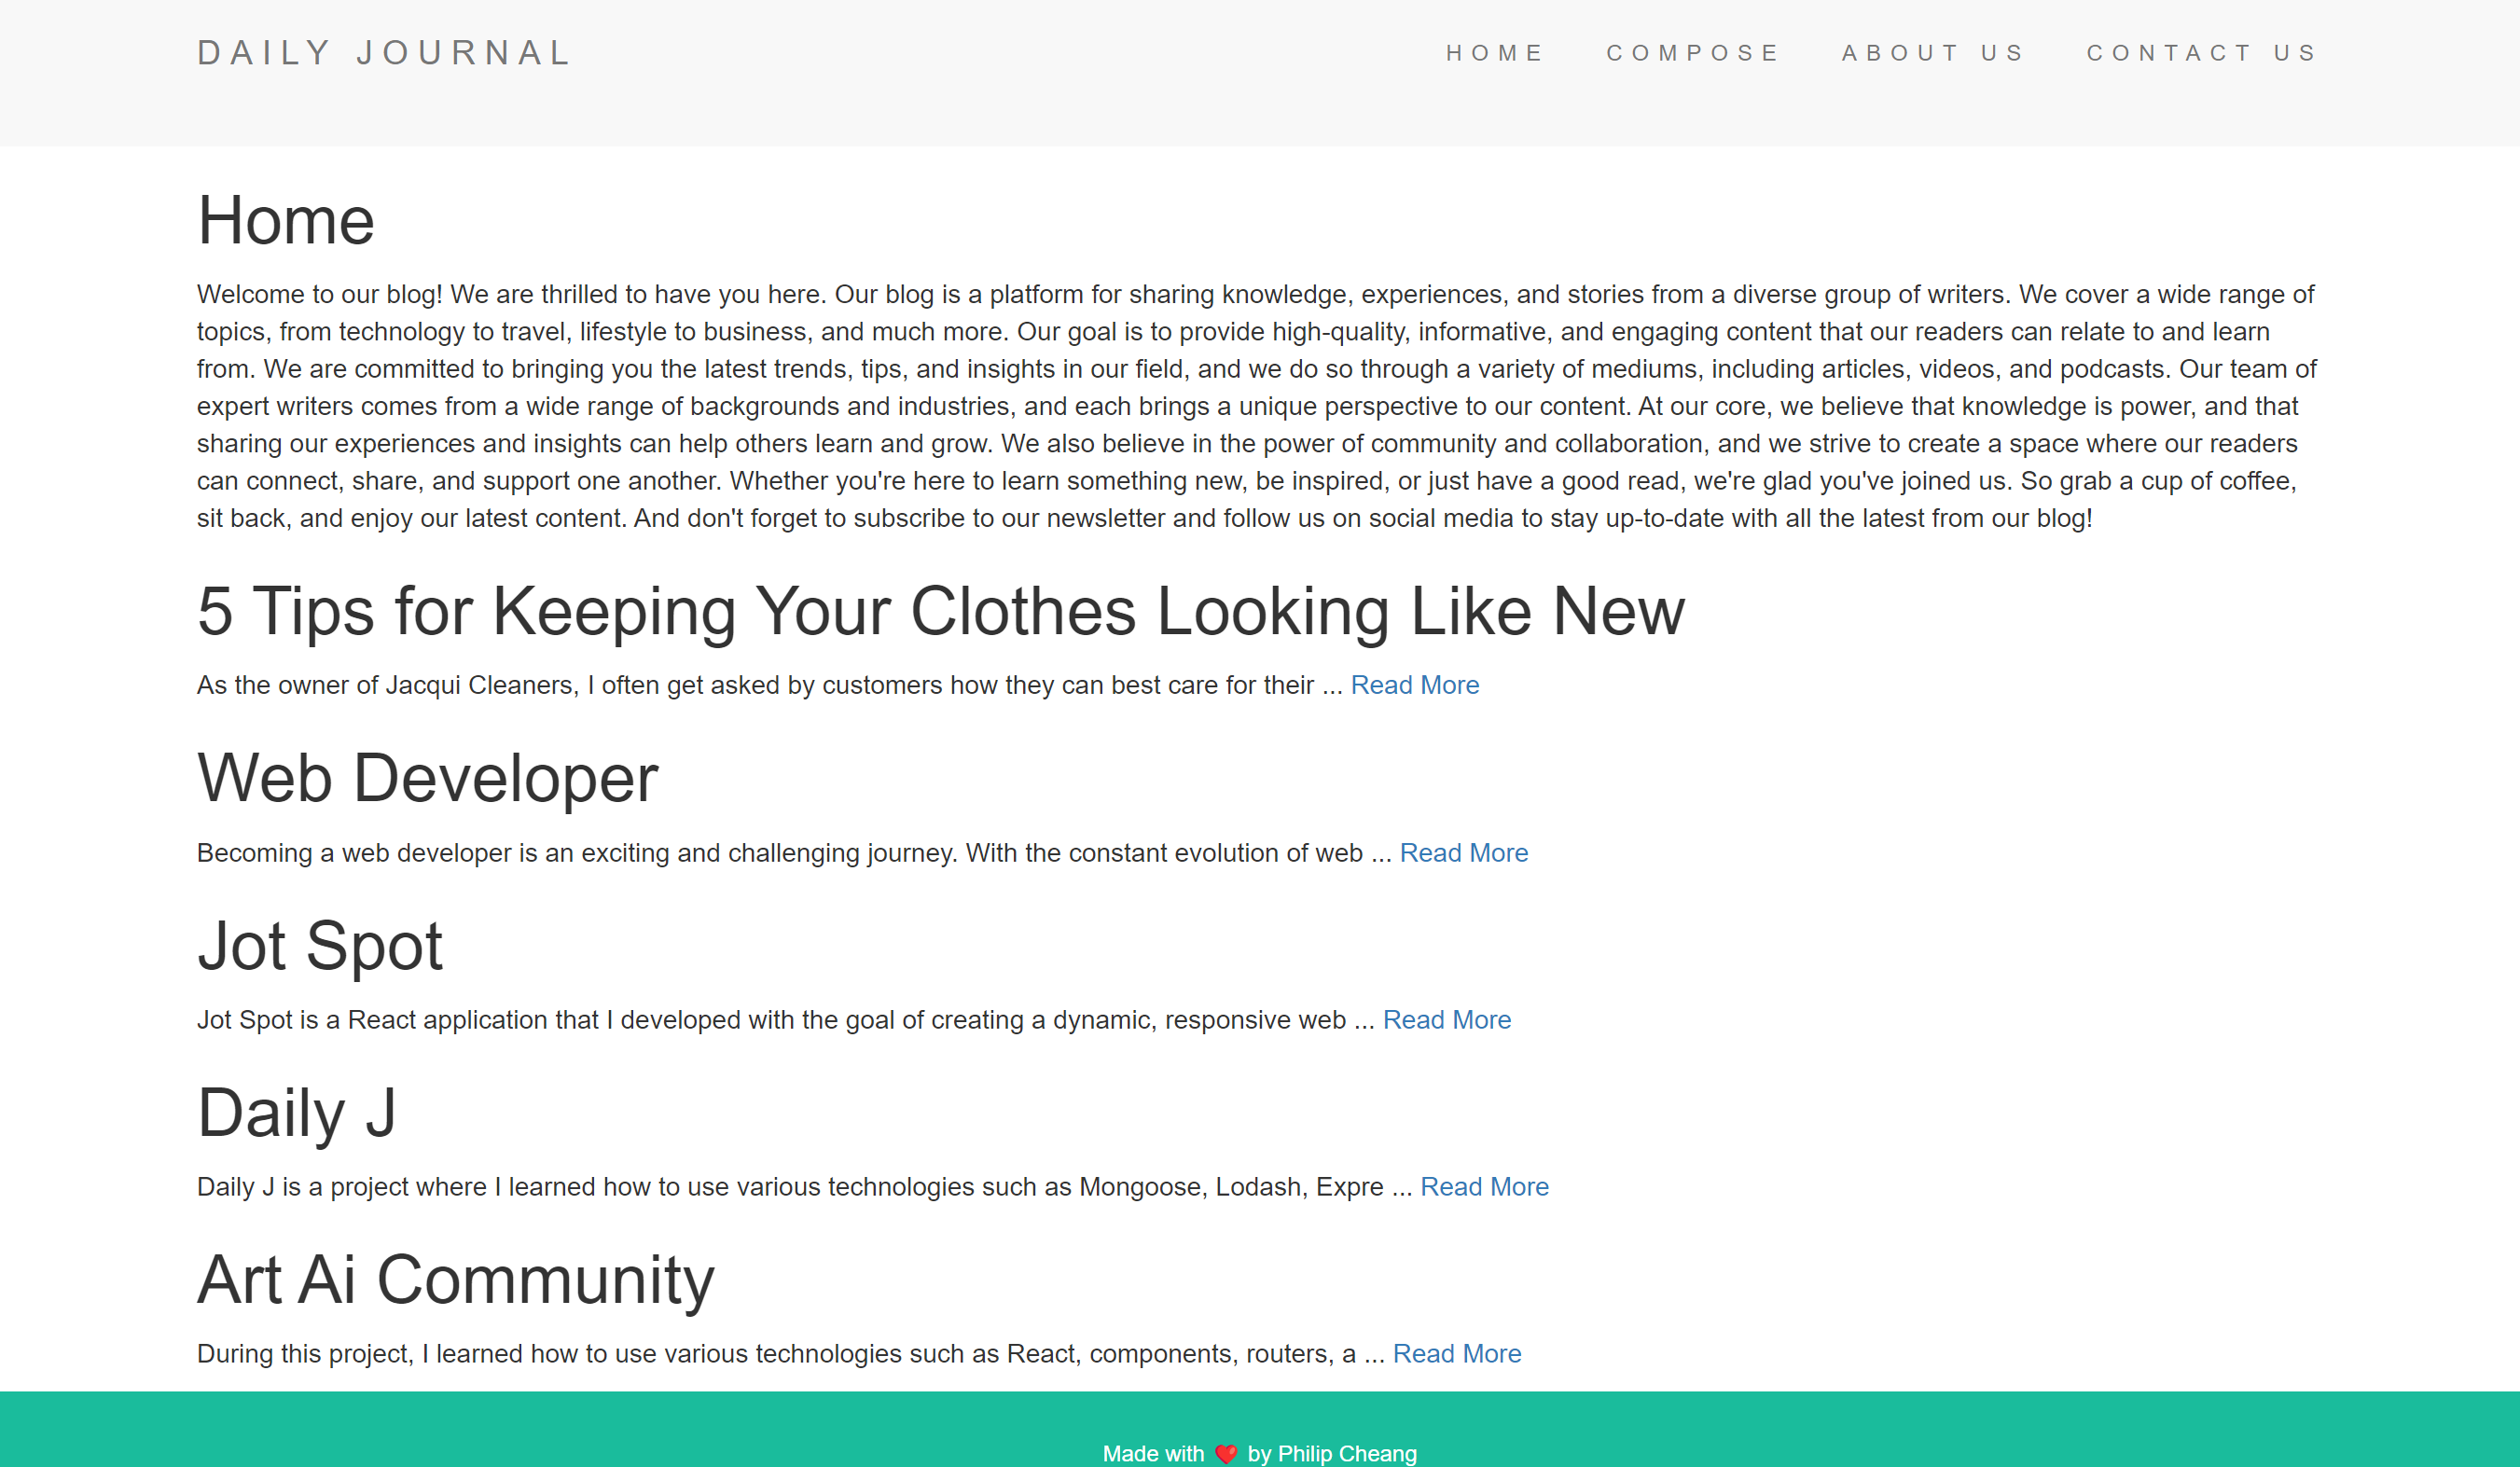 DAILY JOURNAL
HOME COMPOSE ABOUT US CONTACT US
Home
Welcome to our blog! We are thrilled to have you here. Our blog is a platform for sharing knowledge, experiences, and stories from a diverse group of writers. We cover a wide range of
topics, from technology to travel, lifestyle to business, and much more. Our goal is to provide high-quality, informative, and engaging content that our readers can relate to and learn
from. We are committed to bringing you the latest trends, tips, and insights in our field, and we do so through a variety of mediums, including articles, videos, and podcasts. Our team of
expert writers comes from a wide range of backgrounds and industries, and each brings a unique perspective to our content. At our core, we believe that knowledge is power, and that
sharing our experiences and insights can help others learn and grow. We also believe in the power of community and collaboration, and we strive to create a space where our readers
can connect, share, and support one another. Whether you're here to learn something new, be inspired, or just have a good read, we're glad you've joined us. So grab a cup of coffee,
sit back, and enjoy our latest content. And don't forget to subscribe to our newsletter and follow us on social media to stay up-to-date with all the latest from our blog!
5 Tips for Keeping Your Clothes Looking Like New
As the owner of Jacqui Cleaners, I often get asked by customers how they can best care for their ... Read More
Web Developer
Becoming a web developer is an exciting and challenging journey. With the constant evolution of web ... Read More
Jot Spot
Jot Spot is a React application that I developed with the goal of creating a dynamic, responsive web ... Read More
Daily J
Daily J is a project where I learned how to use various technologies such as Mongoose, Lodash, Expre ... Read More
Art Ai Community
During this project, I learned how to use various technologies such as React, components, routers, a ... Read More
Made with ❤️ by Philip Cheang